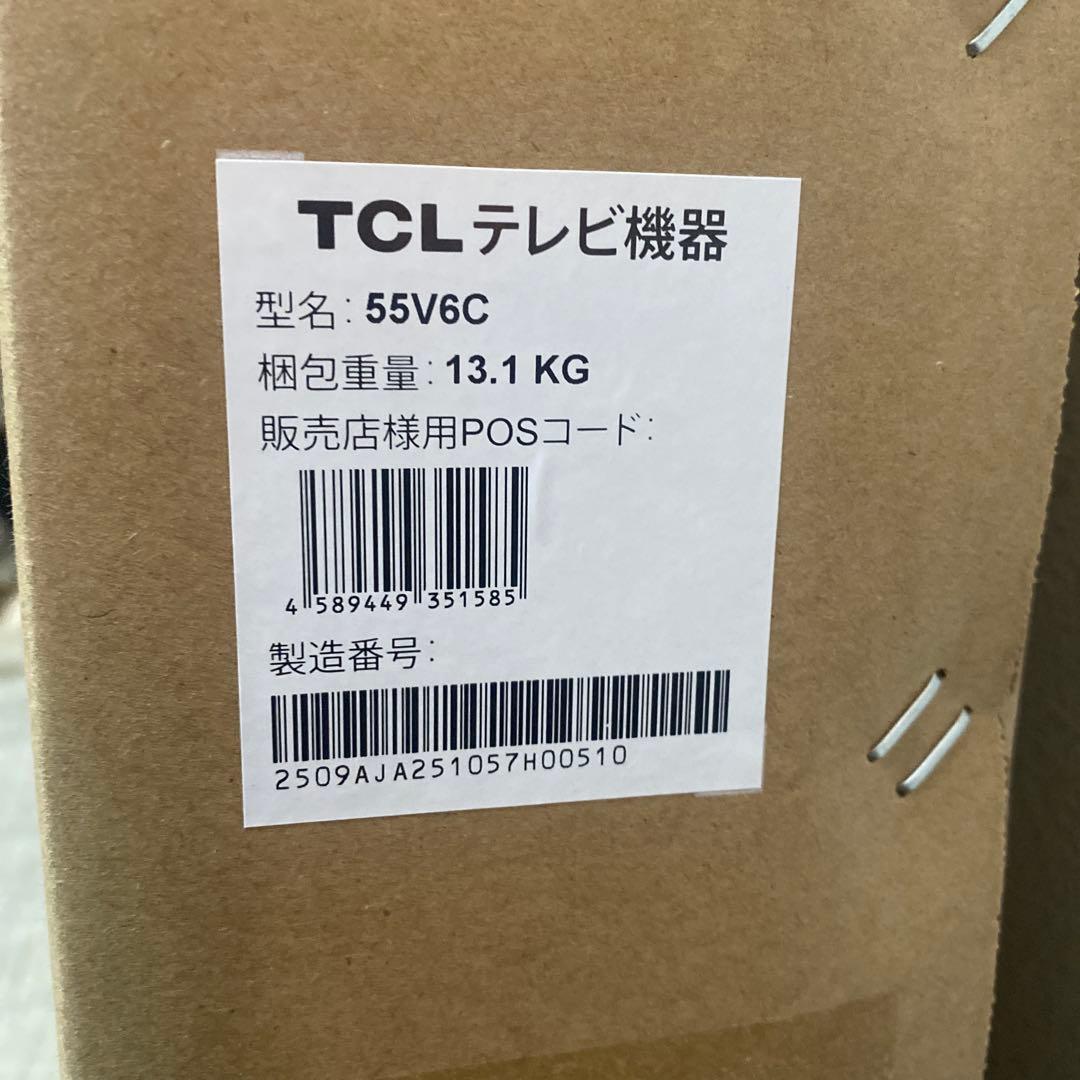 TCLテレビ機器
型名: 55V6C
梱包重量: 13.1 KG
販売店様用POSコード:
4 589449 351585
製造番号:
2509AJA251057H00510